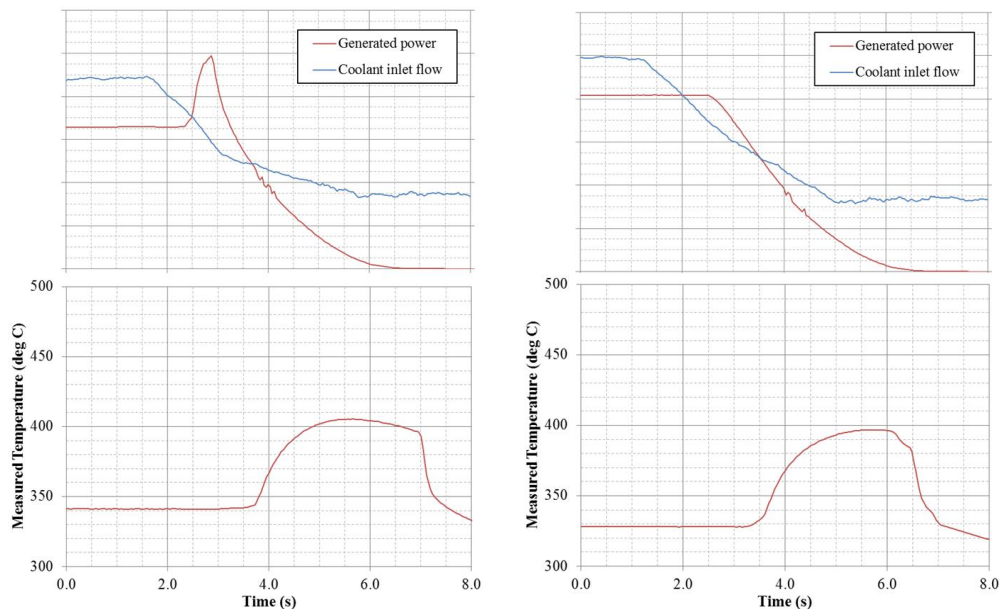 Generated power
Coolant inlet flow
Generated power
Coolant inlet flow
Measured Temperature (deg C)
500
450
400
350
300
0.0 2.0 4.0 6.0 8.0
Time (s)
Measured Temperature (deg C)
500
450
400
350
300
0.0 2.0 4.0 6.0 8.0
Time (s)